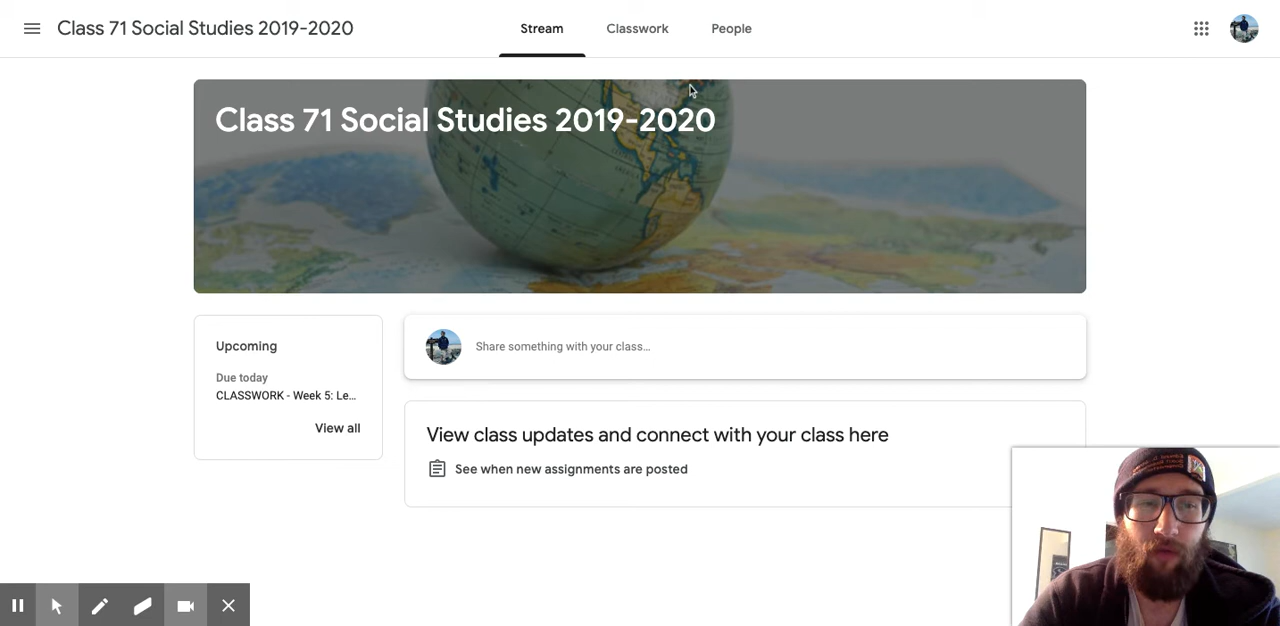 Class 71 Social Studies 2019-2020
Stream
Classwork
People
Class 71 Social Studies 2019-2020
Upcoming
Due today
CLASSWORK - Week 5: Le...
View all
Share something with your class...
View class updates and connect with your class here
See when new assignments are posted